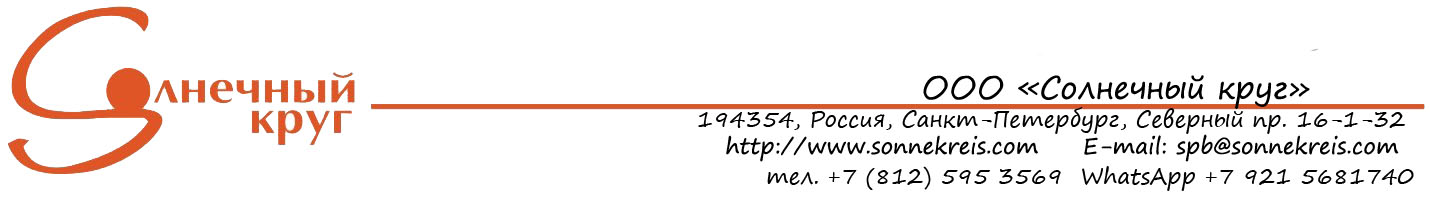 Солнечный
круг
ООО «Солнечный круг»
194354, Россия, Санкт-Петербург, Северный пр. 16-1-32
http://www.sonnekreis.com E-mail: spb@sonnekreis.com
тел. +7 (812) 595 3569 WhatsApp +7 921 5681740